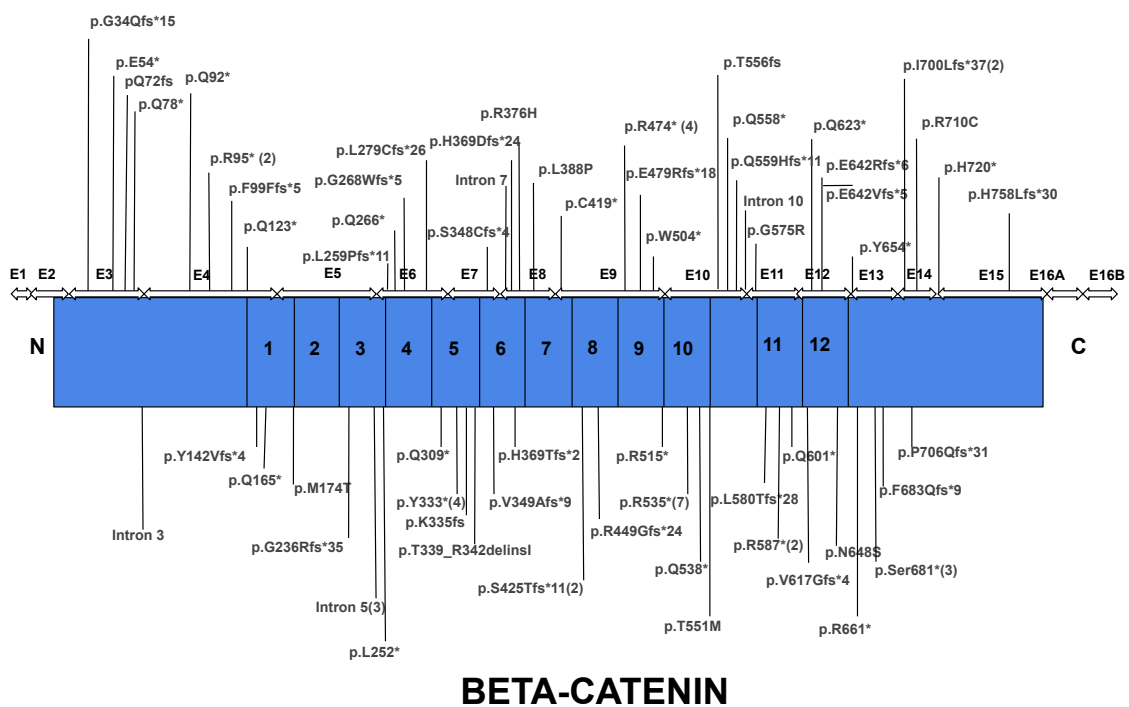 p.G34Qfs*15
p.E54*
pQ72fs
p.Q78*
p.Q92*
p.R95* (2)
p.F99Ffs*5
p.Q123*
p.L259Pfs*11
p.Q266*
p.G268Wfs*5
p.L279Cfs*26
p.S348Cfs*4
Intron 7
p.H369Dfs*24
p.R376H
p.L388P
p.C419*
p.R474* (4)
p.E479Rfs*18
p.W504*
p.T556fs
p.Q558*
p.Q559Hfs*11
Intron 10
p.G575R
p.Q623*
p.E642Rfs*6
p.E642Vfs*5
p.Y654*
p.I700Lfs*37(2)
p.R710C
p.H720*
p.H758Lfs*30
E1 E2 E3 E4 E5 E6 E7 E8 E9 E10 E11 E12 E13 E14 E15 E16A E16B
N 1 2 3 4 5 6 7 8 9 10 11 12 C
Intron 3
p.Y142Vfs*4
p.Q165*
p.M174T
p.G236Rfs*35
Intron 5(3)
p.L252*
p.Q309*
p.Y333*(4)
p.K335fs
p.T339_R342delinsI
p.V349Afs*9
p.H369Tfs*2
p.S425Tfs*11(2)
p.R449Gfs*24
p.R515*
p.R535*(7)
p.Q538*
p.T551M
p.L580Tfs*28
p.R587*(2)
p.Q601*
p.V617Gfs*4
p.N648S
p.R661*
p.Ser681*(3)
p.F683Qfs*9
p.P706Qfs*31
BETA-CATENIN